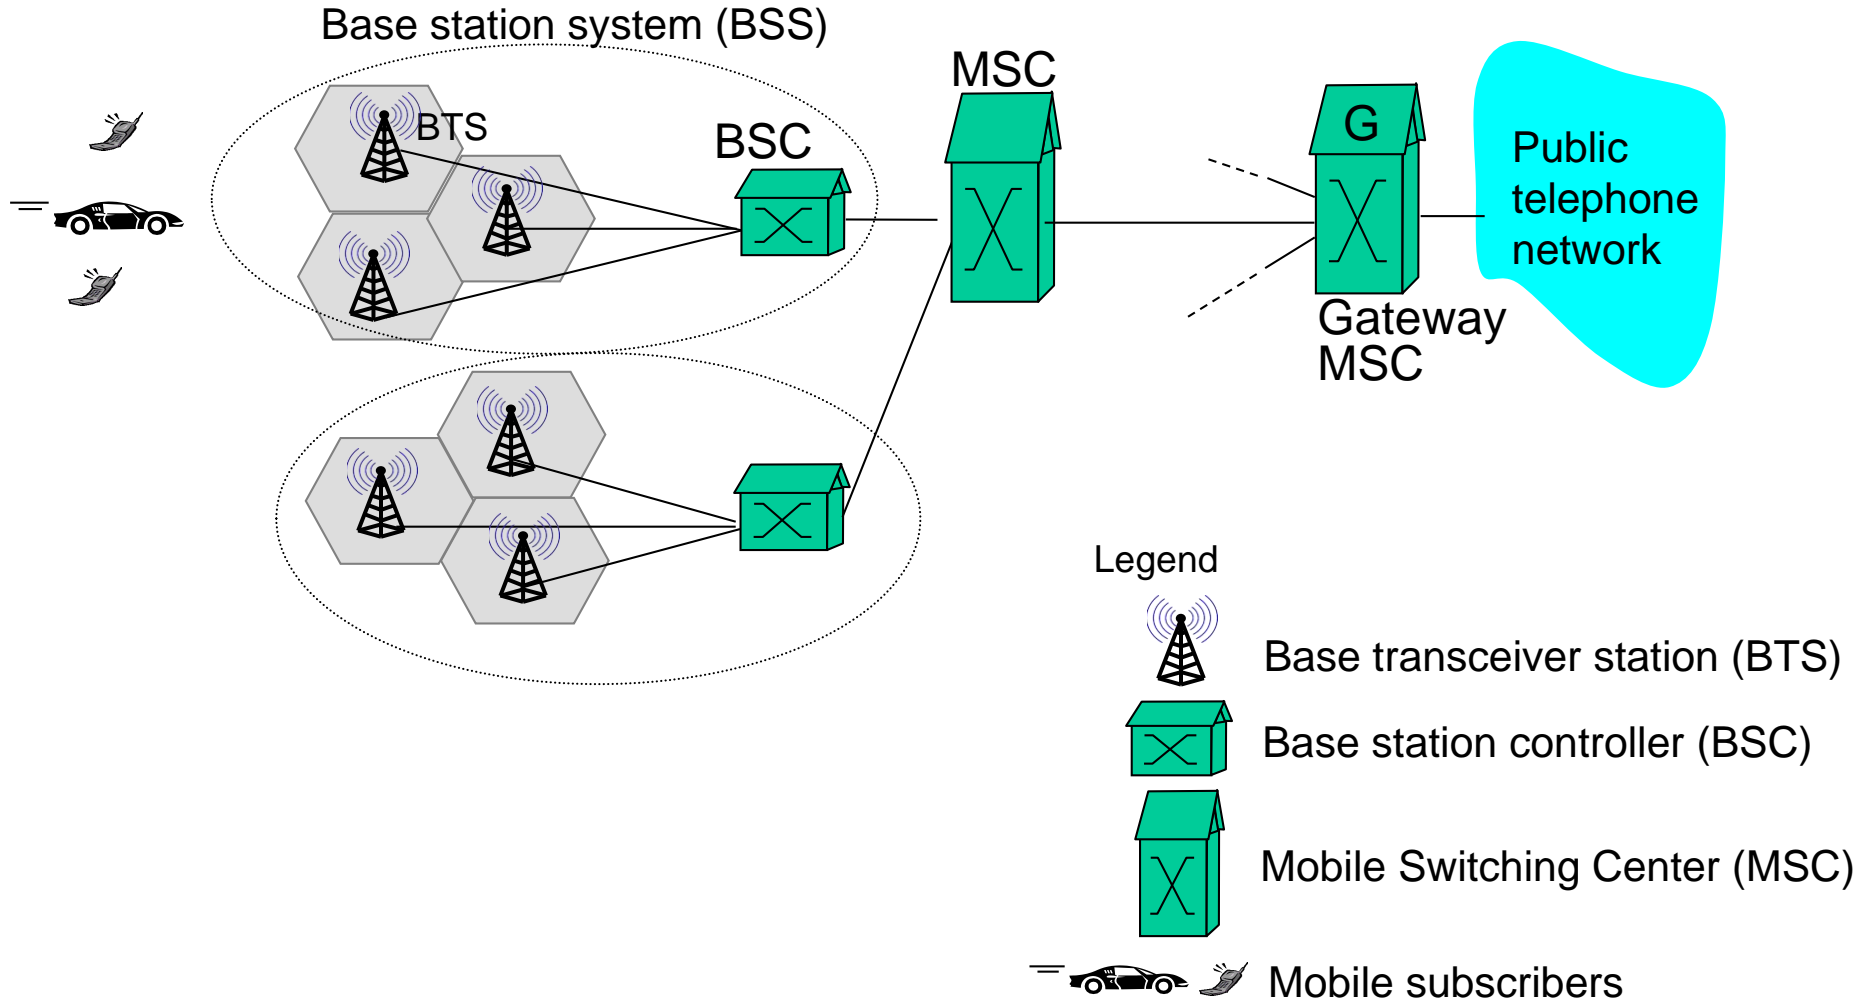 Base station system (BSS)
BTS
BSC
MSC
G
Gateway
MSC
Public
telephone
network
Legend
Base transceiver station (BTS)
Base station controller (BSC)
Mobile Switching Center (MSC)
Mobile subscribers